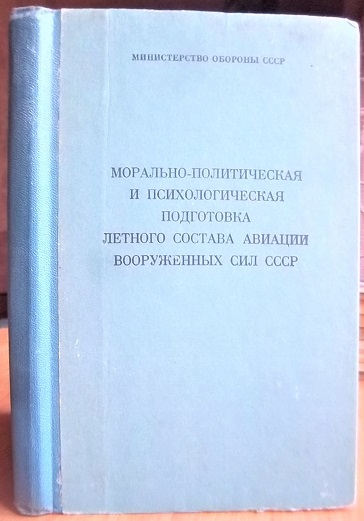 МИНИСТЕРСТВО ОБОРОНЫ СССР
МОРАЛЬНО-ПОЛИТИЧЕСКАЯ
И ПСИХОЛОГИЧЕСКАЯ
ПОДГОТОВКА
ЛЕТНОГО СОСТАВА АВИАЦИИ
ВООРУЖЕННЫХ СИЛ СССР